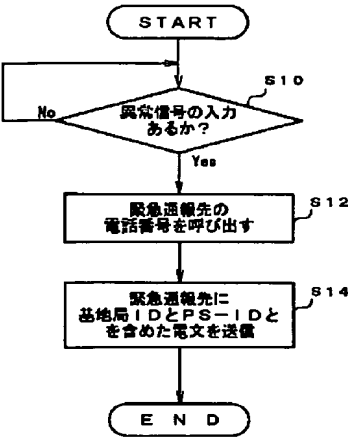 START
S10
異常信号の入力
あるか？
No
Yes
S12
緊急通報先の
電話番号を呼び出す
S14
緊急通報先に
基地局IDとPS－IDと
を含めた電文を送信
END